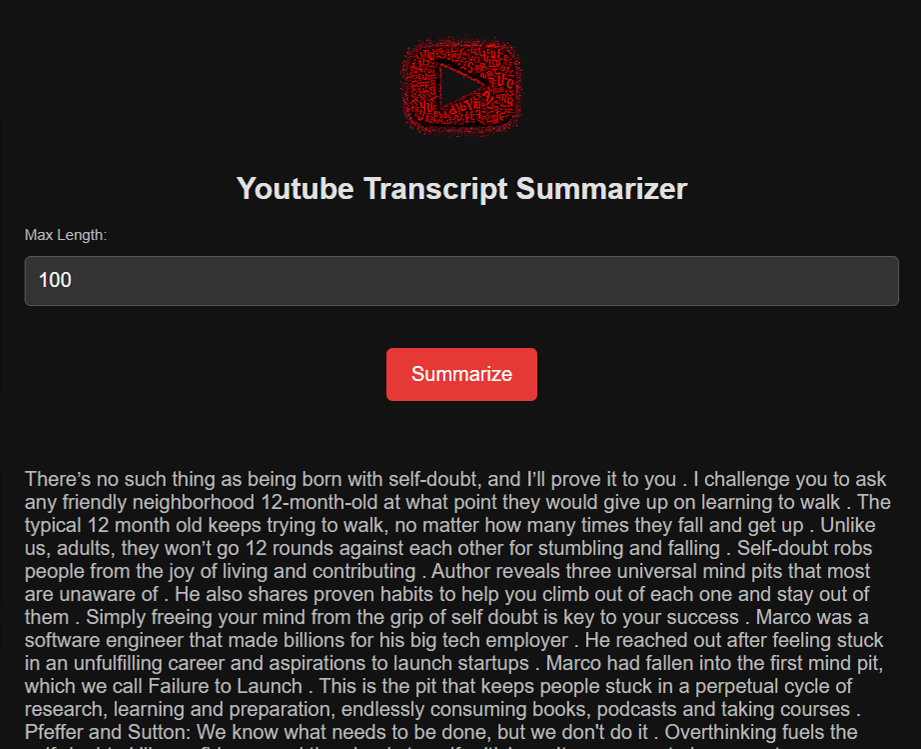 Youtube Transcript Summarizer
Max Length:
100
Summarize
There’s no such thing as being born with self-doubt, and I’ll prove it to you . I challenge you to ask
any friendly neighborhood 12-month-old at what point they would give up on learning to walk . The
typical 12 month old keeps trying to walk, no matter how many times they fall and get up . Unlike
us, adults, they won’t go 12 rounds against each other for stumbling and falling . Self-doubt robs
people from the joy of living and contributing . Author reveals three universal mind pits that most
are unaware of . He also shares proven habits to help you climb out of each one and stay out of
them . Simply freeing your mind from the grip of self doubt is key to your success . Marco was a
software engineer that made billions for his big tech employer . He reached out after feeling stuck
in an unfulfilling career and aspirations to launch startups . Marco had fallen into the first mind pit,
which we call Failure to Launch . This is the pit that keeps people stuck in a perpetual cycle of
research, learning and preparation, endlessly consuming books, podcasts and taking courses .
Pfeffer and Sutton: We know what needs to be done, but we don't do it . Overthinking fuels the